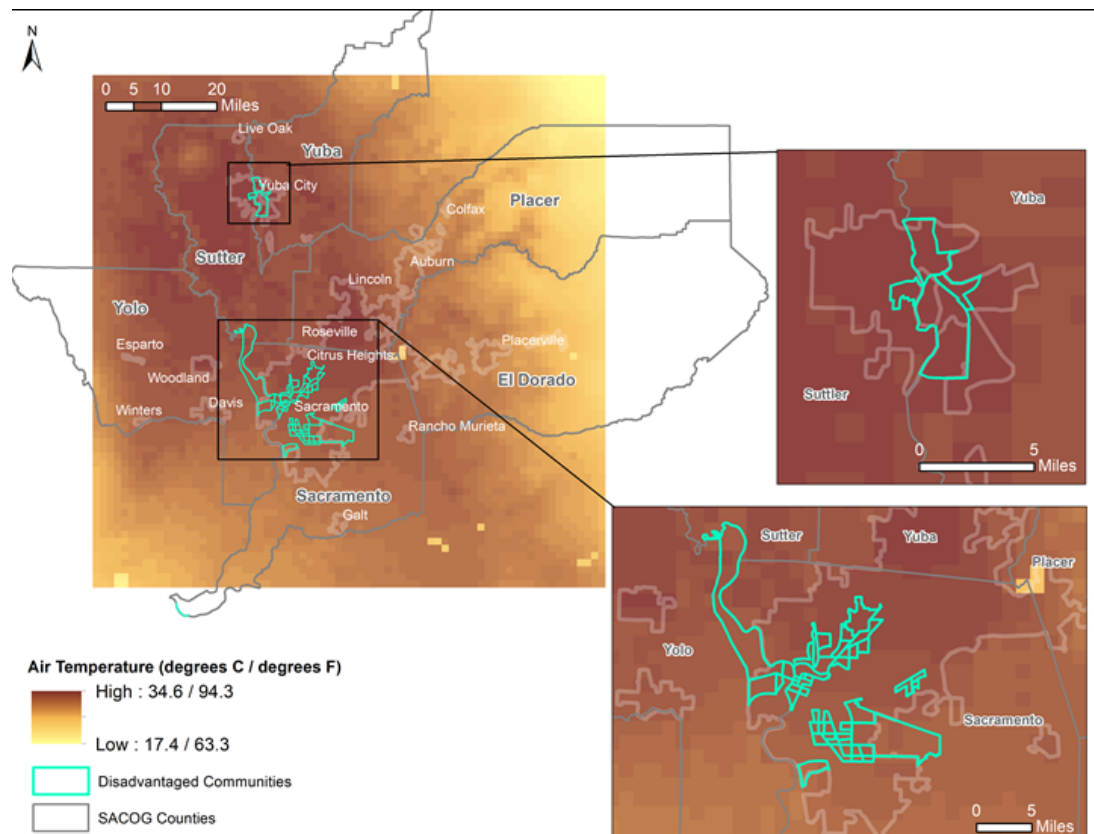 N
0 5 10 20
Miles
Live Oak
Yuba
Yuba City
Colfax
Placer
Sutter
Auburn
Lincoln
Yolo
Roseville
Esparto
Citrus Heights
Placerville
Woodland
El Dorado
Winters
Davis
Sacramento
Rancho Murieta
Sacramento
Galt
Yuba
Suttler
0 5
Miles
Sutter
Yuba
Placer
Yolo
Sacramento
0 5
Miles
Air Temperature (degrees C / degrees F)
High : 34.6 / 94.3
Low : 17.4 / 63.3
Disadvantaged Communities
SACOG Counties